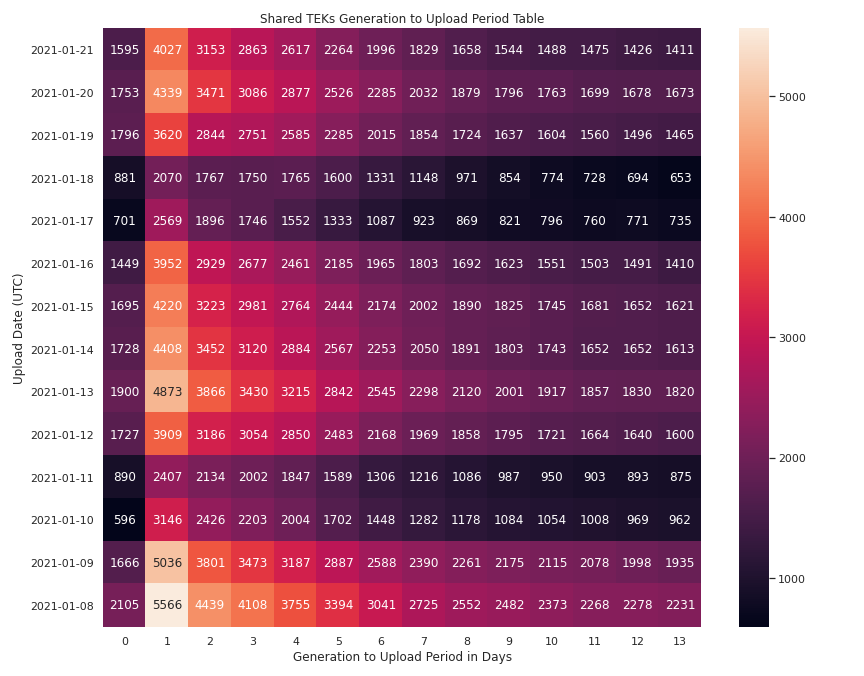 Shared TEKs Generation to Upload Period Table
2021-01-21 1595 4027 3153 2863 2617 2264 1996 1829 1658 1544 1488 1475 1426 1411
2021-01-20 1753 4339 3471 3086 2877 2526 2285 2032 1879 1796 1763 1699 1678 1673
2021-01-19 1796 3620 2844 2751 2585 2285 2015 1854 1724 1637 1604 1560 1496 1465
2021-01-18 881 2070 1767 1750 1765 1600 1331 1148 971 854 774 728 694 653
2021-01-17 701 2569 1896 1746 1552 1333 1087 923 869 821 796 760 771 735
2021-01-16 1449 3952 2929 2677 2461 2185 1965 1803 1692 1623 1551 1503 1491 1410
2021-01-15 1695 4220 3223 2981 2764 2444 2174 2002 1890 1825 1745 1681 1652 1621
2021-01-14 1728 4408 3452 3120 2884 2567 2253 2050 1891 1803 1743 1652 1652 1613
2021-01-13 1900 4873 3866 3430 3215 2842 2545 2298 2120 2001 1917 1857 1830 1820
2021-01-12 1727 3909 3186 3054 2850 2483 2168 1969 1858 1795 1721 1664 1640 1600
2021-01-11 890 2407 2134 2002 1847 1589 1306 1216 1086 987 950 903 893 875
2021-01-10 596 3146 2426 2203 2004 1702 1448 1282 1178 1084 1054 1008 969 962
2021-01-09 1666 5036 3801 3473 3187 2887 2588 2390 2261 2175 2115 2078 1998 1935
2021-01-08 2105 5566 4439 4108 3755 3394 3041 2725 2552 2482 2373 2268 2278 2231
0 1 2 3 4 5 6 7 8 9 10 11 12 13
Generation to Upload Period in Days
Upload Date (UTC)
5000
4000
3000
2000
1000